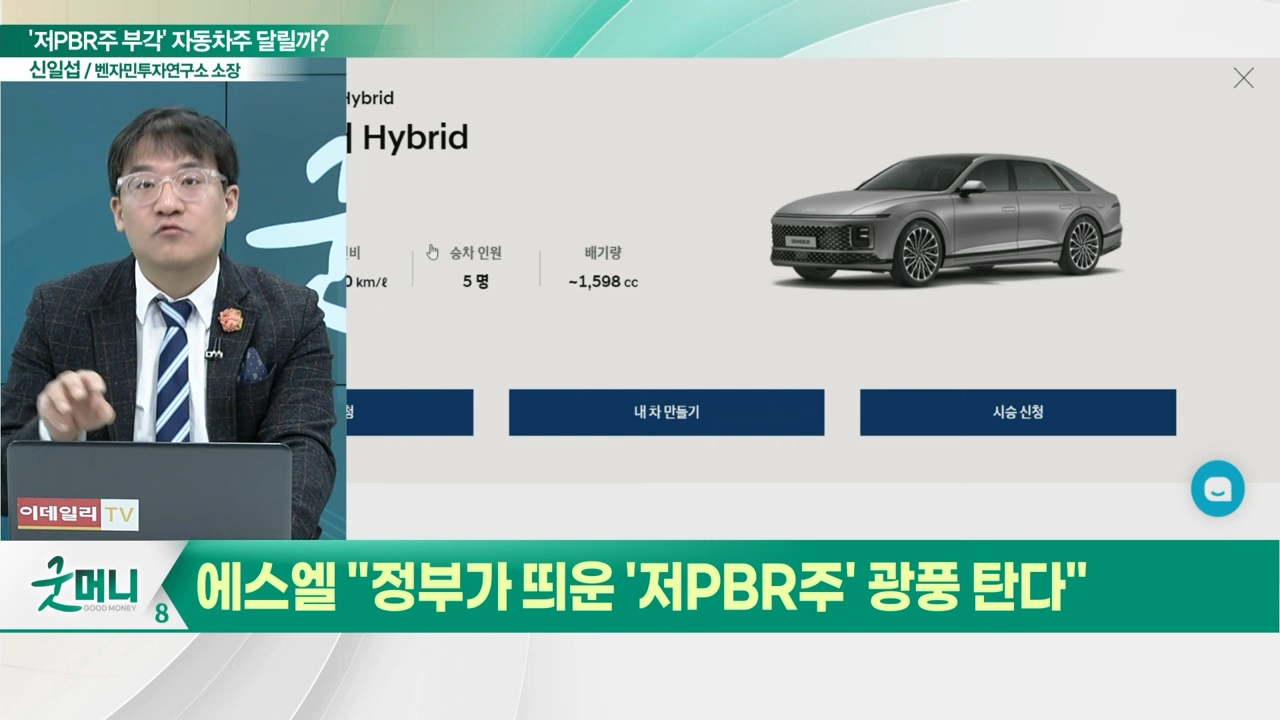 '저PBR주 부각' 자동차주 달릴까?
신일섭 / 벤자민투자연구소 소장
Hybrid
Hybrid
승차 인원
배기량
km/ℓ
5 명
~1,598 cc
내 차 만들기
시승 신청
이데일리 TV
굿머니
GOOD MONEY
8
에스엘 "정부가 띄운 '저PBR주' 광풍 탄다"